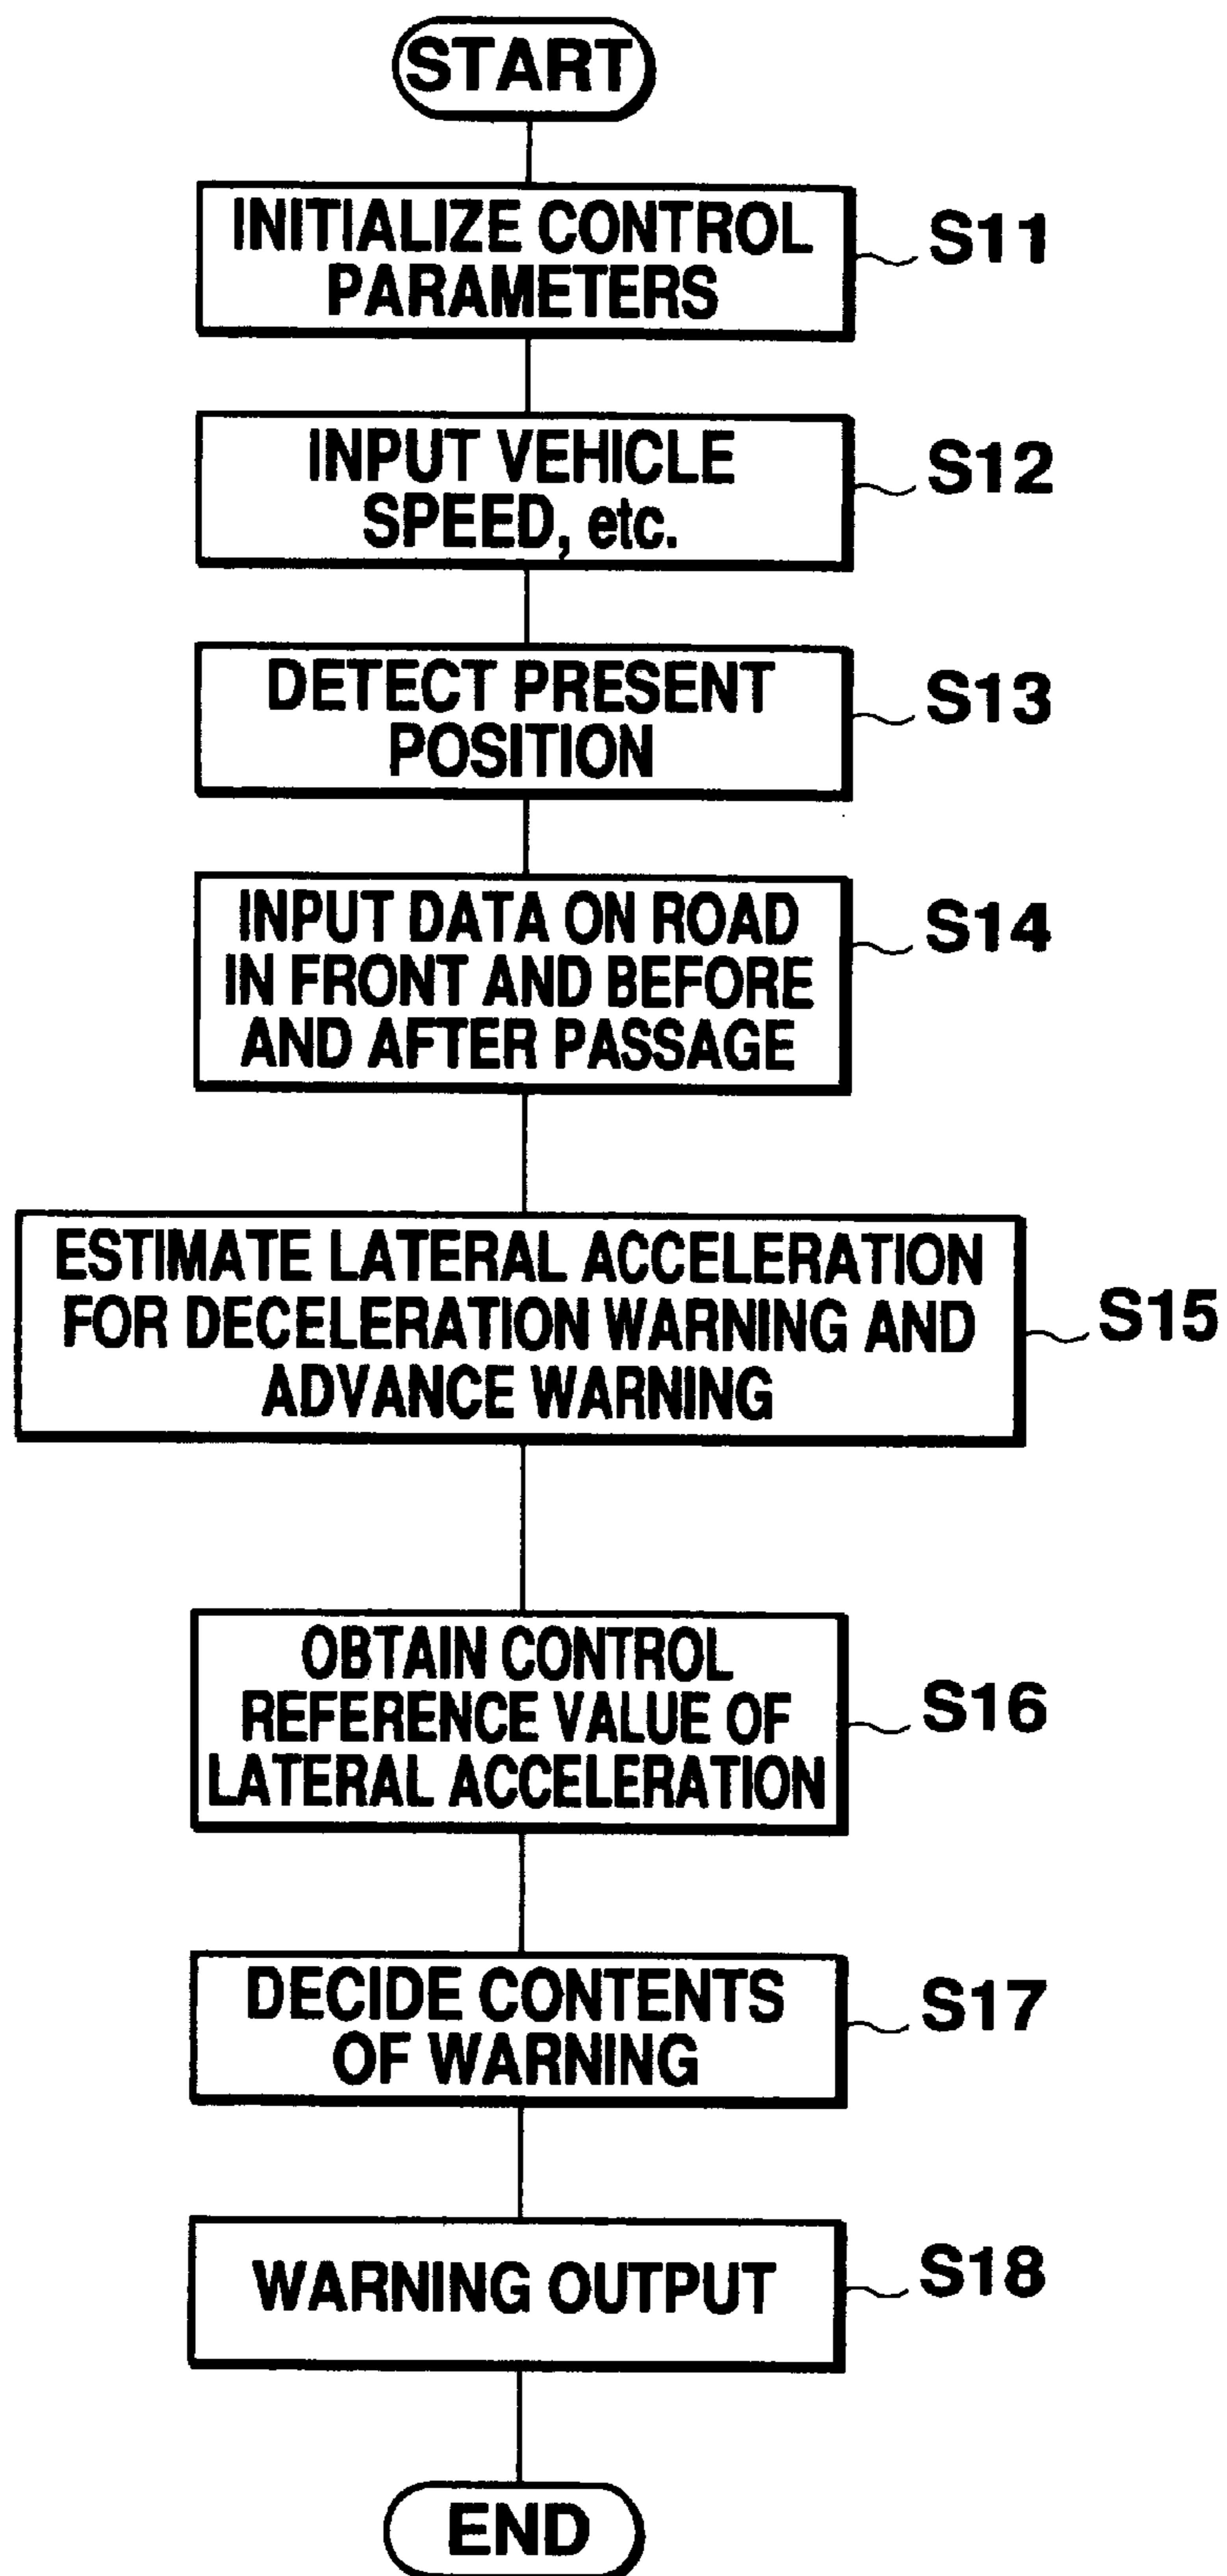 START
INITIALIZE CONTROL
PARAMETERS
S11
INPUT VEHICLE
SPEED, etc.
S12
DETECT PRESENT
POSITION
S13
INPUT DATA ON ROAD
IN FRONT AND BEFORE
AND AFTER PASSAGE
S14
ESTIMATE LATERAL ACCELERATION
FOR DECELERATION WARNING AND
ADVANCE WARNING
S15
OBTAIN CONTROL
REFERENCE VALUE OF
LATERAL ACCELERATION
S16
DECIDE CONTENTS
OF WARNING
S17
WARNING OUTPUT
S18
END